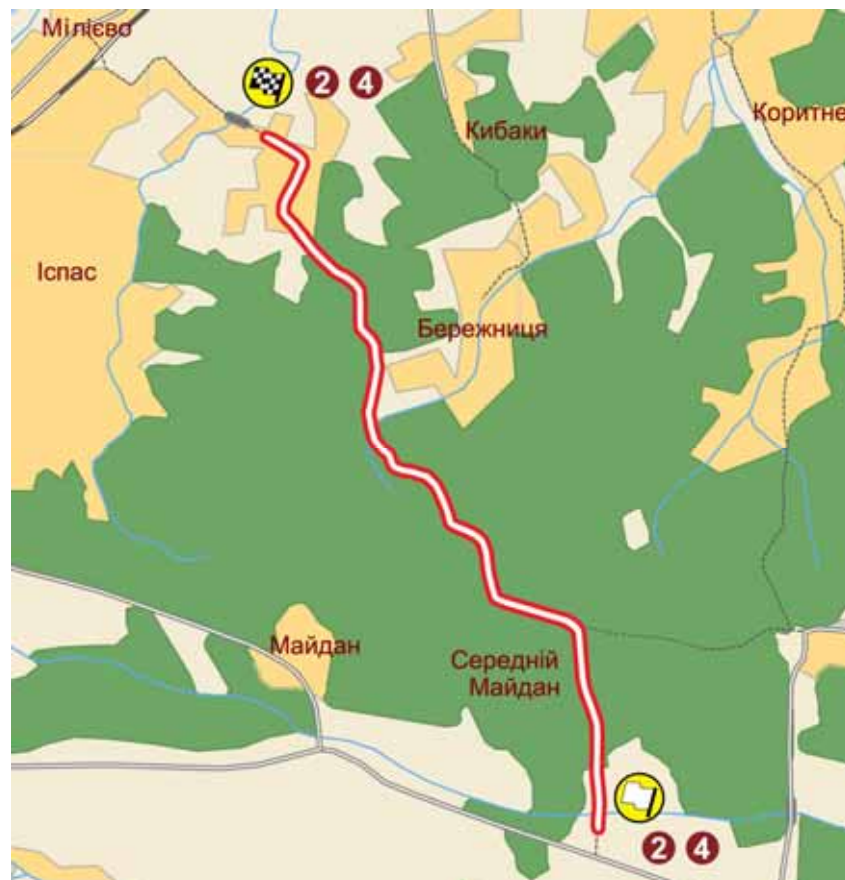 Мілієво
2 4
Кибаки
Коритне
Іспас
Бережниця
Майдан
Середній
Майдан
2 4